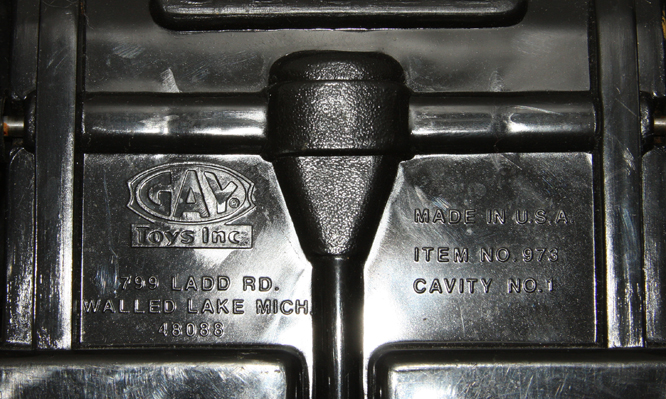 GAY
Toys Inc.
799 LADD RD.
WALLED LAKE MICH.
48088
MADE IN U.S.A.
ITEM NO. 973
CAVITY NO. 1